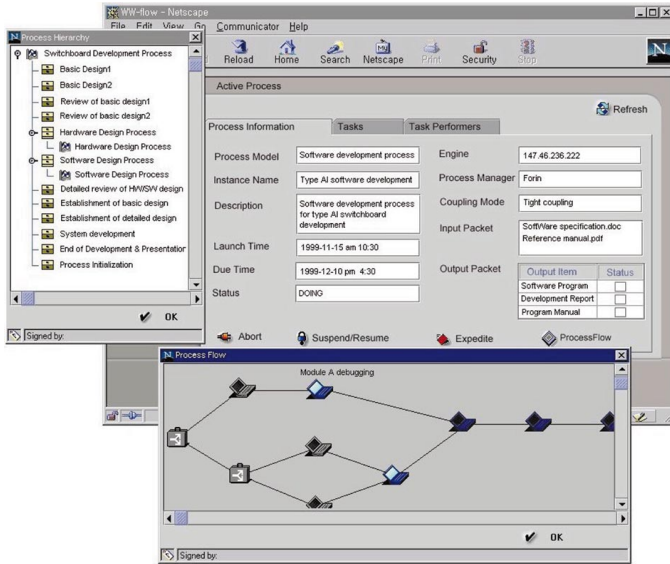 WW-flow - Netscape
File Edit View Go Communicator Help
Reload Home Search Netscape Print Security Stop
N
Process Hierarchy
Switchboard Development Process
Basic Design1
Basic Design2
Review of basic design1
Review of basic design2
Hardware Design Process
Hardware Design Process
Software Design Process
Software Design Process
Detailed review of HW/SW design
Establishment of basic design
Establishment of detailed design
System development
End of Development & Presentation
Process Initialization
OK
Signed by:
Active Process
Refresh
Process Information Tasks Task Performers
Process Model Software development process
Instance Name Type AI software development
Description Software development process
for type AI switchboard
development
Launch Time 1999-11-15 am 10:30
Due Time 1999-12-10 pm 4:30
Status DOING
Engine 147.46.236.222
Process Manager Forin
Coupling Mode Tight coupling
Input Packet SoftWare specification.doc
Reference manual.pdf
Output Packet Output Item Status
Software Program
Development Report
Program Manual
Abort Suspend/Resume Expedite ProcessFlow
Process Flow
Module A debugging
OK
Signed by: